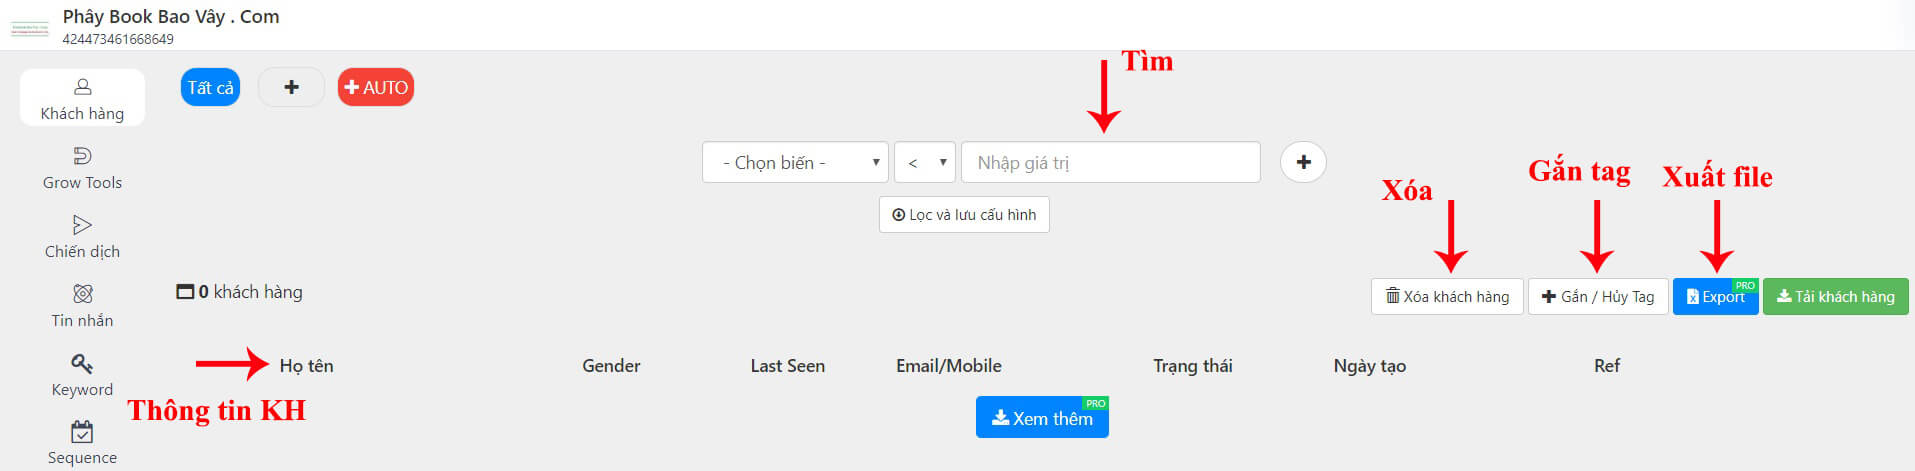 Phây Book Bao Vây . Com
424473461668649
Tất cả
AUTO
Tìm
Khách hàng
Grow Tools
Chiến dịch
Tin nhắn
Keyword
Sequence
- Chọn biến -
<
Nhập giá trị
Lọc và lưu cấu hình
Xóa
Gắn tag
Xuất file
0 khách hàng
Xóa khách hàng
Gắn / Hủy Tag
Export
PRO
Tải khách hàng
Họ tên
Gender
Last Seen
Email/Mobile
Trạng thái
Ngày tạo
Ref
Thông tin KH
Xem thêm
PRO